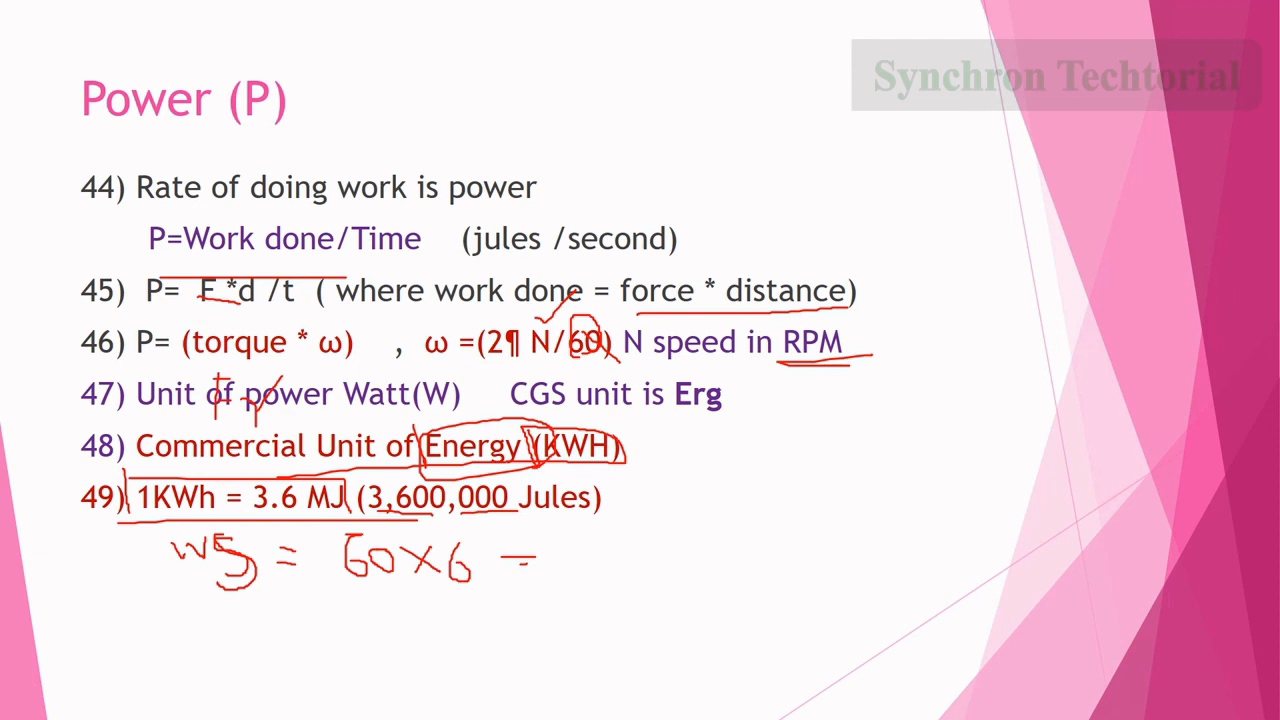 Synchron Techtorial
Power (P)
44) Rate of doing work is power
P=Work done/Time (jules /second)
45) P= F *d /t ( where work done = force * distance)
46) P= (torque * ω) , ω =(2¶ N/60) N speed in RPM
47) Unit of power Watt(W) CGS unit is Erg
48) Commercial Unit of Energy (KWH)
49) 1KWh = 3.6 MJ (3,600,000 Jules)
= 60×6 =